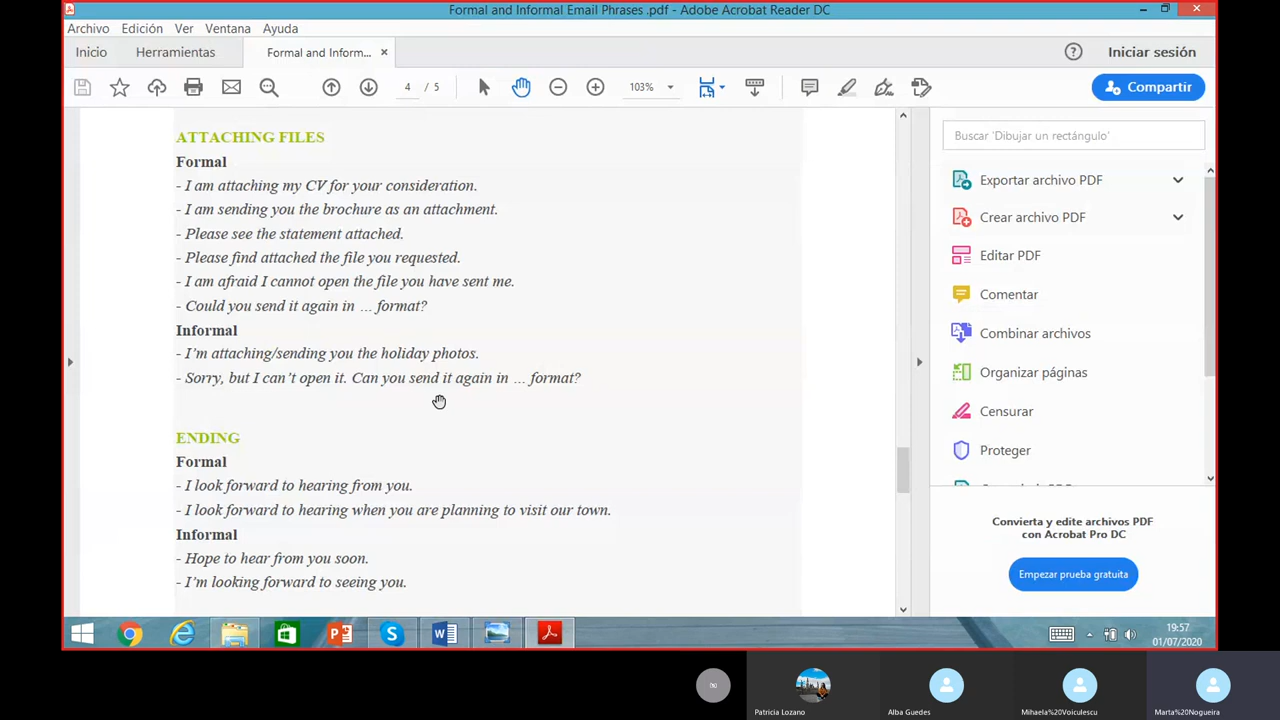 Formal and Informal Email Phrases .pdf - Adobe Acrobat Reader DC
Archivo Edición Ver Ventana Ayuda
Inicio Herramientas Formal and Inform... Iniciar sesión
4 / 5 103% Compartir
ATTACHING FILES
Formal
- I am attaching my CV for your consideration.
- I am sending you the brochure as an attachment.
- Please see the statement attached.
- Please find attached the file you requested.
- I am afraid I cannot open the file you have sent me.
- Could you send it again in … format?
Informal
- I’m attaching/sending you the holiday photos.
- Sorry, but I can’t open it. Can you send it again in … format?
ENDING
Formal
- I look forward to hearing from you.
- I look forward to hearing when you are planning to visit our town.
Informal
- Hope to hear from you soon.
- I’m looking forward to seeing you.
Buscar 'Dibujar un rectángulo'
Exportar archivo PDF
Crear archivo PDF
Editar PDF
Comentar
Combinar archivos
Organizar páginas
Censurar
Proteger
Convierta y edite archivos PDF
con Acrobat Pro DC
Empezar prueba gratuita
19:57
01/07/2020
Patricia Lozano
Alba Guedes
Mihaela%20Voiculescu
Marta%20Nogueira